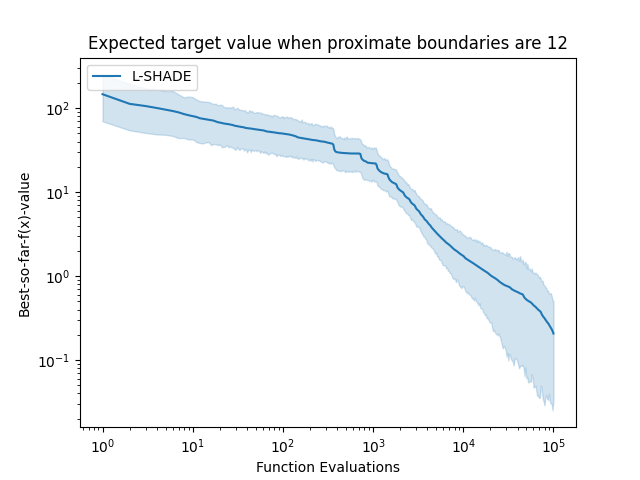 Expected target value when proximate boundaries are 12
L-SHADE
Best-so-far-f(x)-value
10²
10¹
10⁰
10⁻¹
10⁰ 10¹ 10² 10³ 10⁴ 10⁵
Function Evaluations